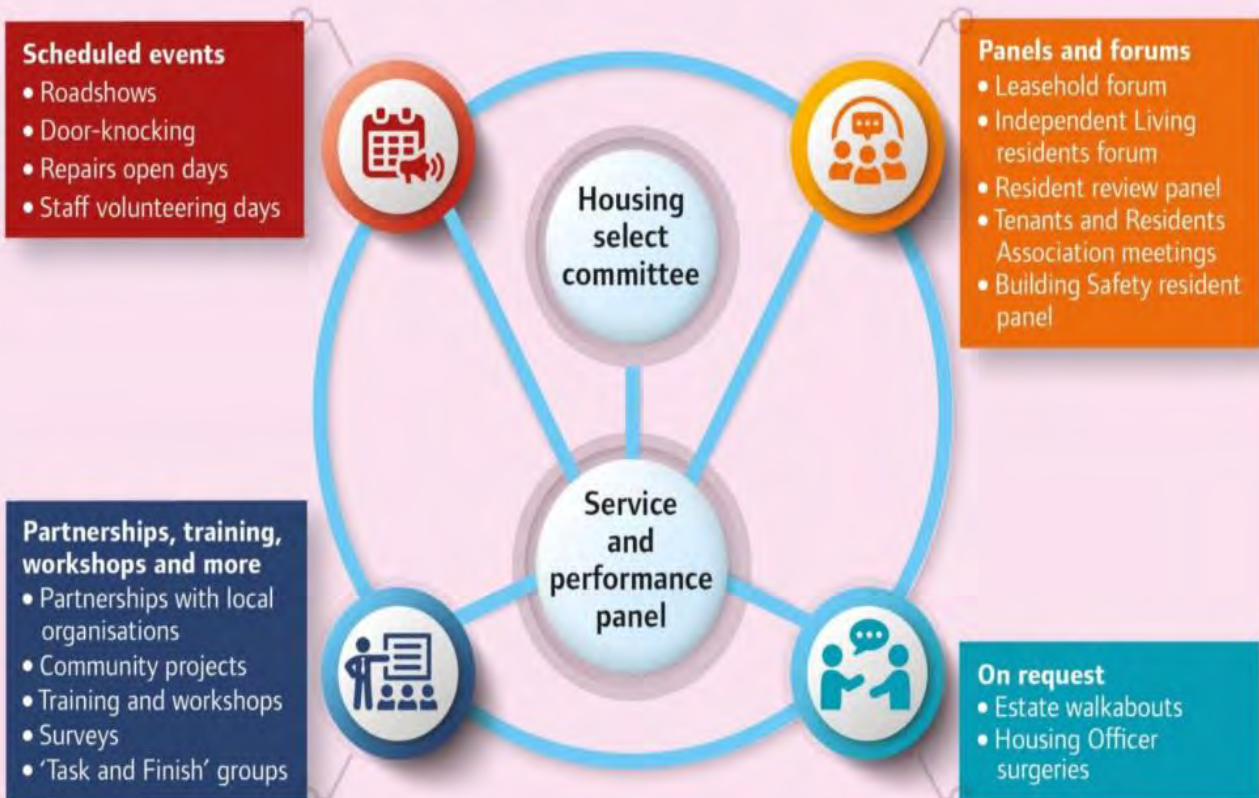 Scheduled events
• Roadshows
• Door-knocking
• Repairs open days
• Staff volunteering days
Panels and forums
• Leasehold forum
• Independent Living
residents forum
• Resident review panel
• Tenants and Residents
Association meetings
• Building Safety resident
panel
Housing
select
committee
Service
and
performance
panel
Partnerships, training,
workshops and more
• Partnerships with local
organisations
• Community projects
• Training and workshops
• Surveys
• ‘Task and Finish’ groups
On request
• Estate walkabouts
• Housing Officer
surgeries